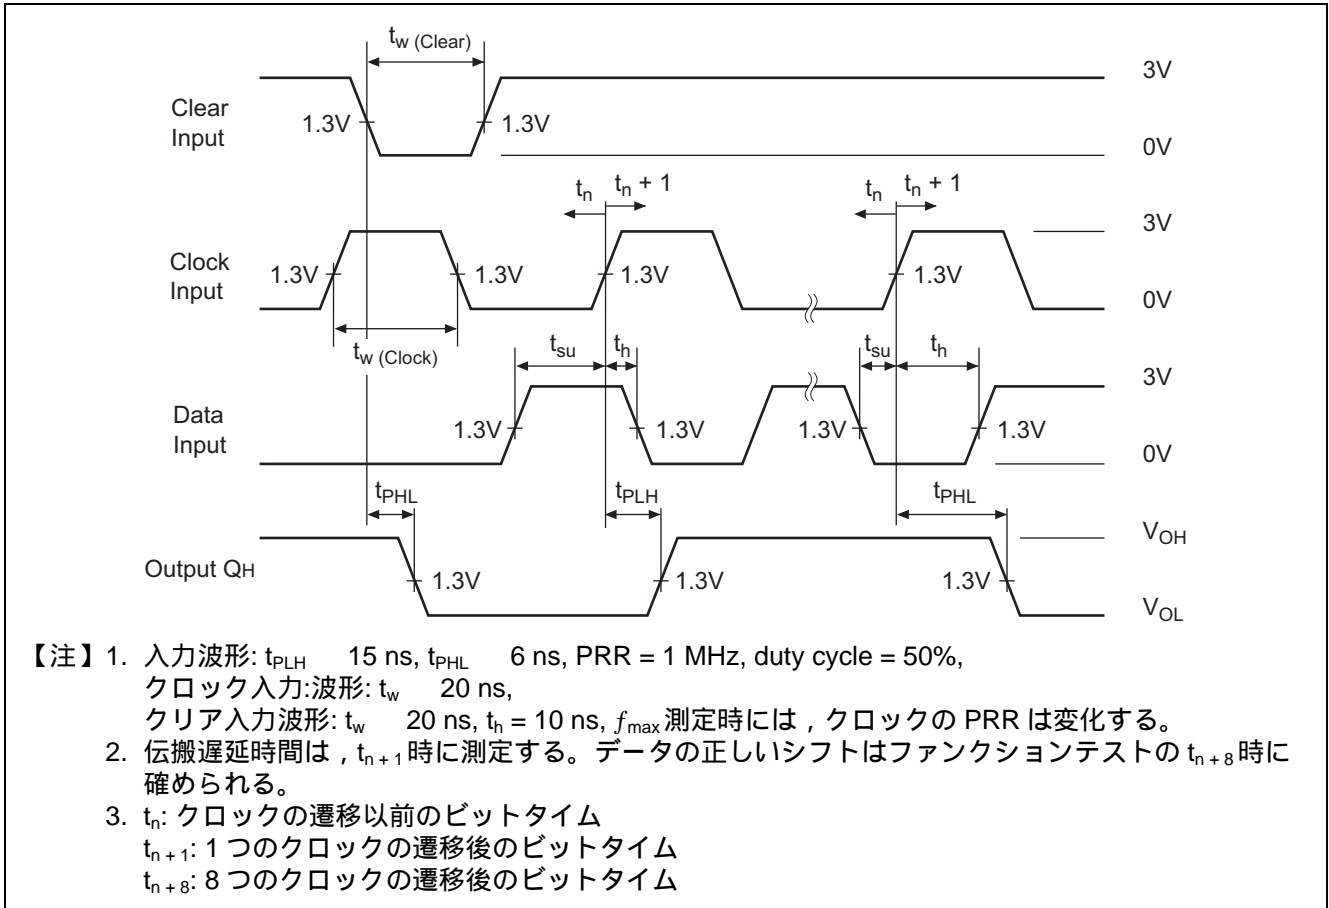 tw (Clear)
3V
Clear
Input
1.3V
1.3V
0V
tn
tn + 1
tn
tn + 1
3V
Clock
Input
1.3V
1.3V
1.3V
1.3V
0V
tw (Clock)
tsu
th
tsu
th
3V
Data
Input
1.3V
1.3V
1.3V
1.3V
0V
tPHL
tPLH
tPHL
VOH
Output QH
1.3V
1.3V
1.3V
VOL
【注】1. 入力波形: tPLH 15 ns, tPHL 6 ns, PRR = 1 MHz, duty cycle = 50%,
クロック入力:波形: tw 20 ns,
クリア入力波形: tw 20 ns, th = 10 ns, fmax測定時には，クロックの PRR は変化する。
2. 伝搬遅延時間は，tn + 1時に測定する。データの正しいシフトはファンクションテストの tn + 8時に
確められる。
3. tn: クロックの遷移以前のビットタイム
tn + 1: 1 つのクロックの遷移後のビットタイム
tn + 8: 8 つのクロックの遷移後のビットタイム